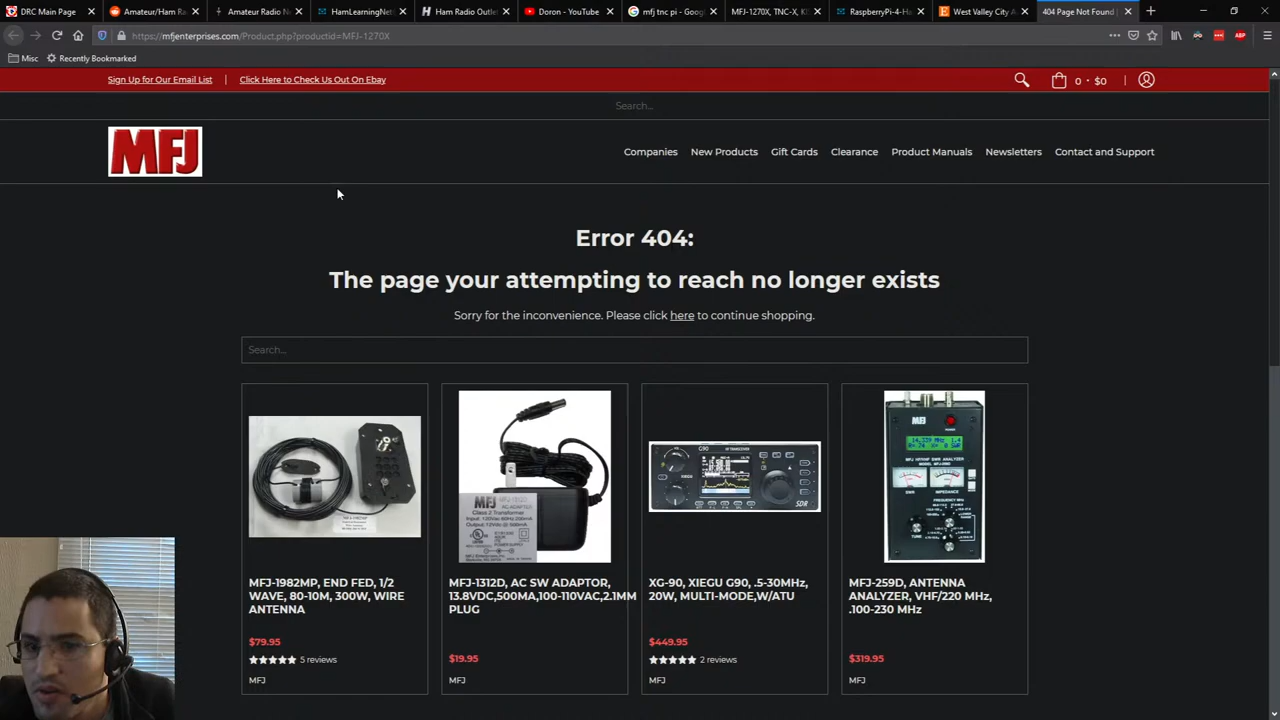 DRC Main Page
Amateur/Ham Ra
Amateur Radio N
HamLearningNet
Ham Radio Outle
Doron - YouTube
mfj tnc pi - Goog
MFJ-1270X, TNC-X, K
RaspberryPi-4-Ha
West Valley City A
404 Page Not Found
https://mfjenterprises.com/Product.php?productid=MFJ-1270X
Misc
Recently Bookmarked
Sign Up for Our Email List | Click Here to Check Us Out On Ebay
0 · $0
Search...
MFJ
Companies
New Products
Gift Cards
Clearance
Product Manuals
Newsletters
Contact and Support
Error 404:
The page your attempting to reach no longer exists
Sorry for the inconvenience. Please click here to continue shopping.
Search...
MFJ-1982MP, END FED, 1/2
WAVE, 80-10M, 300W, WIRE
ANTENNA
$79.95
5 reviews
MFJ
MFJ-1312D, AC SW ADAPTOR,
13.8VDC,500MA,100-110VAC,2.1MM
PLUG
$19.95
MFJ
XG-90, XIEGU G90, .5-30MHz,
20W, MULTI-MODE,W/ATU
$449.95
2 reviews
MFJ
MFJ-259D, ANTENNA
ANALYZER, VHF/220 MHz,
.100-230 MHz
$319.95
MFJ